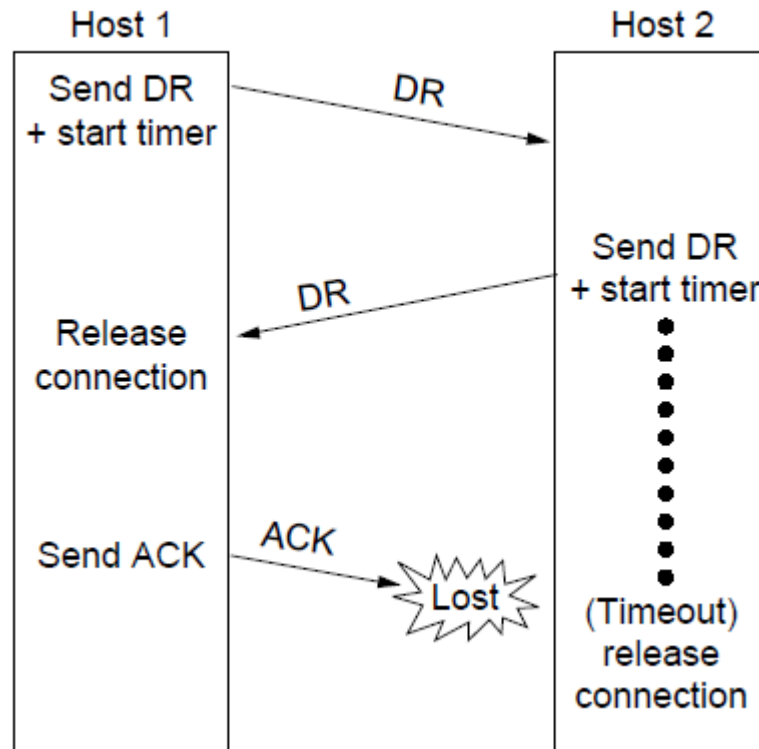 Host 1
Host 2
Send DR
+ start timer
DR
Send DR
+ start timer
DR
Release
connection
Send ACK
ACK
Lost
(Timeout)
release
connection